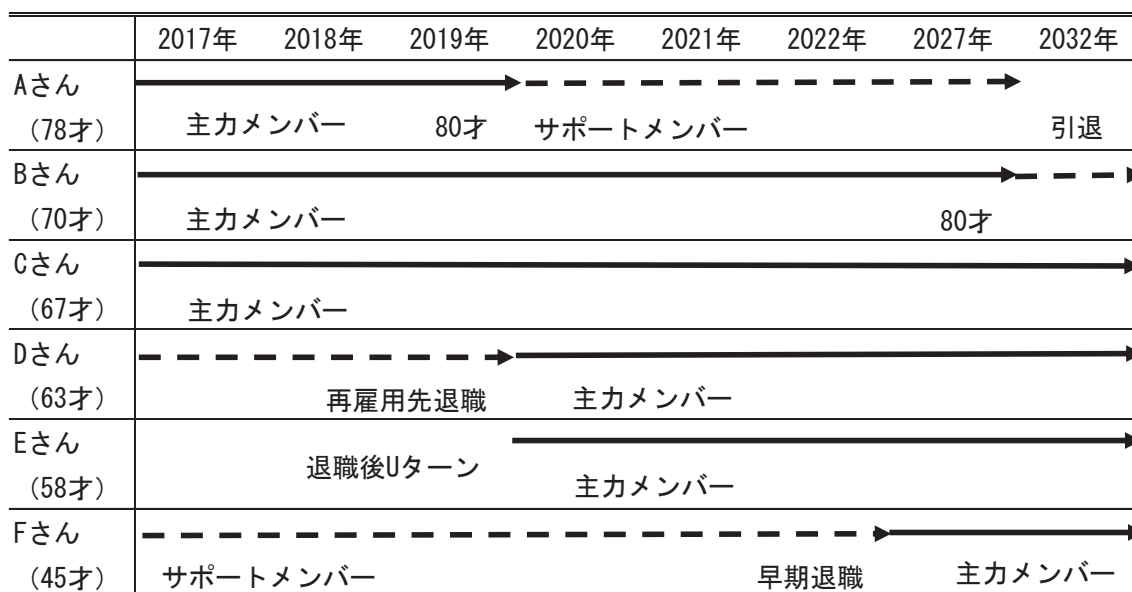 2017年 2018年 2019年 2020年 2021年 2022年 2027年 2032年
Aさん
（78才） 主力メンバー 80才 サポートメンバー 引退
Bさん
（70才） 主力メンバー 80才
Cさん
（67才） 主力メンバー
Dさん
（63才） 再雇用先退職 主力メンバー
Eさん
（58才） 退職後Uターン 主力メンバー
Fさん
（45才） サポートメンバー 早期退職 主力メンバー